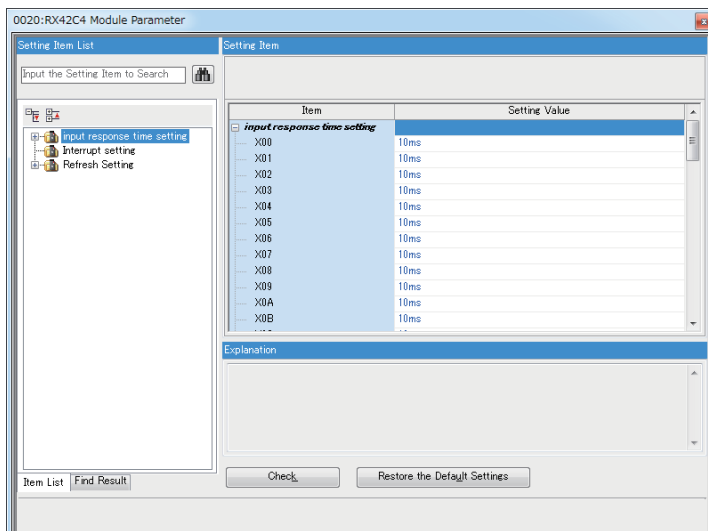 0020:RX42C4 Module Parameter
Setting Item List
Input the Setting Item to Search
input response time setting
Interrupt setting
Refresh Setting
Item List
Find Result
Setting Item
Item Setting Value
input response time setting
X00 10ms
X01 10ms
X02 10ms
X03 10ms
X04 10ms
X05 10ms
X06 10ms
X07 10ms
X08 10ms
X09 10ms
X0A 10ms
X0B 10ms
Explanation
Check
Restore the Default Settings